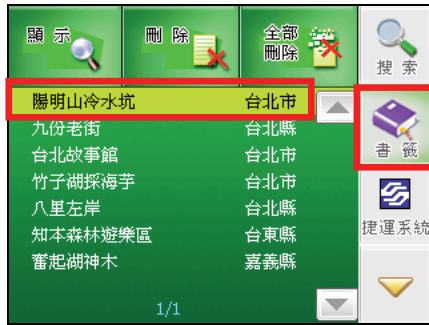 顯示
刪除
全部
刪除
搜索
陽明山冷水坑 台北市
九份老街 台北縣
台北故事館 台北市
竹子湖採海芋 台北市
八里左岸 台北縣
知本森林遊樂區 台東縣
奮起湖神木 嘉義縣
書籤
捷運系統
1/1